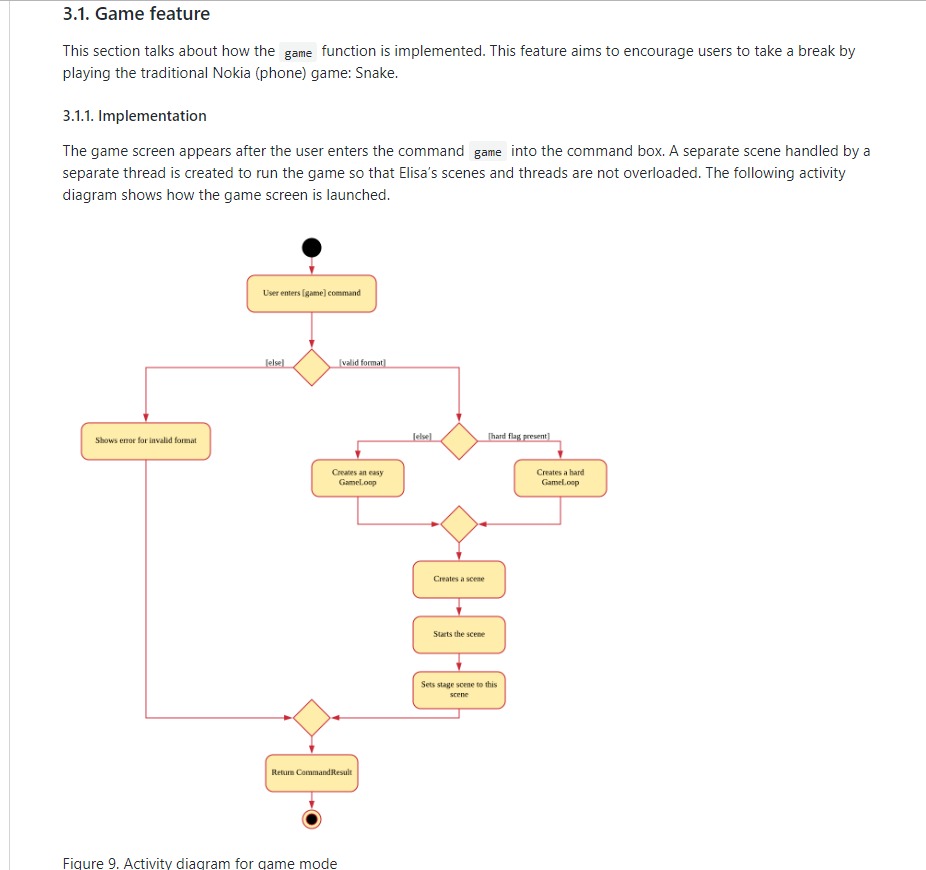 3.1. Game feature
This section talks about how the game function is implemented. This feature aims to encourage users to take a break by
playing the traditional Nokia (phone) game: Snake.
3.1.1. Implementation
The game screen appears after the user enters the command game into the command box. A separate scene handled by a
separate thread is created to run the game so that Elisa's scenes and threads are not overloaded. The following activity
diagram shows how the game screen is launched.
User enters [game] command
[else]
[valid format]
Shows error for invalid format
[else]
[hard flag present]
Creates an easy
GameLoop
Creates a hard
GameLoop
Creates a scene
Starts the scene
Sets stage scene to this
scene
Return CommandResult
Figure 9. Activity diagram for game mode